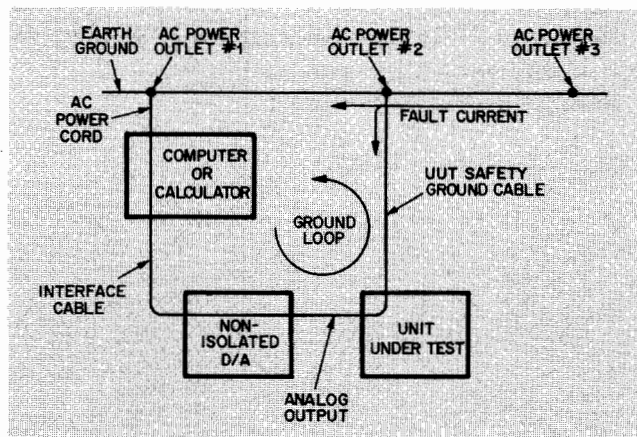 EARTH
GROUND
AC POWER
OUTLET #1
AC POWER
OUTLET #2
AC POWER
OUTLET #3
AC
POWER
CORD
FAULT CURRENT
COMPUTER
OR
CALCULATOR
UUT SAFETY
GROUND CABLE
GROUND
LOOP
INTERFACE
CABLE
NON-
ISOLATED
D/A
UNIT
UNDER TEST
ANALOG
OUTPUT